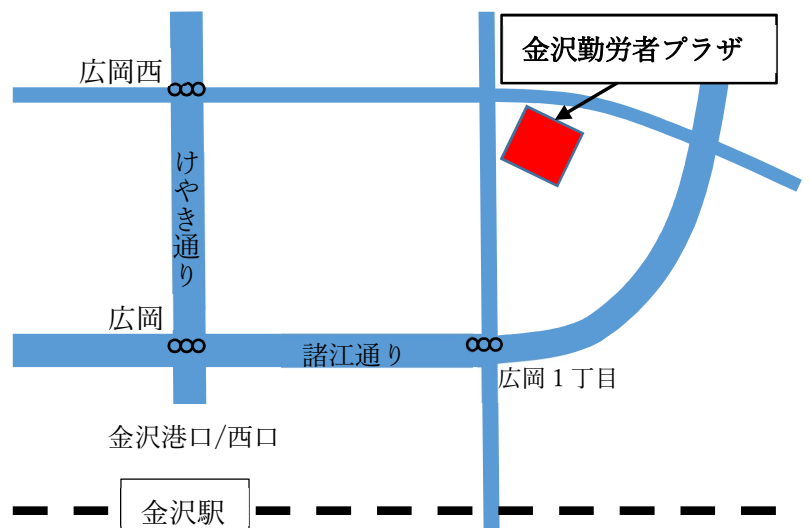 金沢勤労者プラザ
広岡西
けやき通り
広岡
諸江通り
広岡1丁目
金沢港口/西口
金沢駅